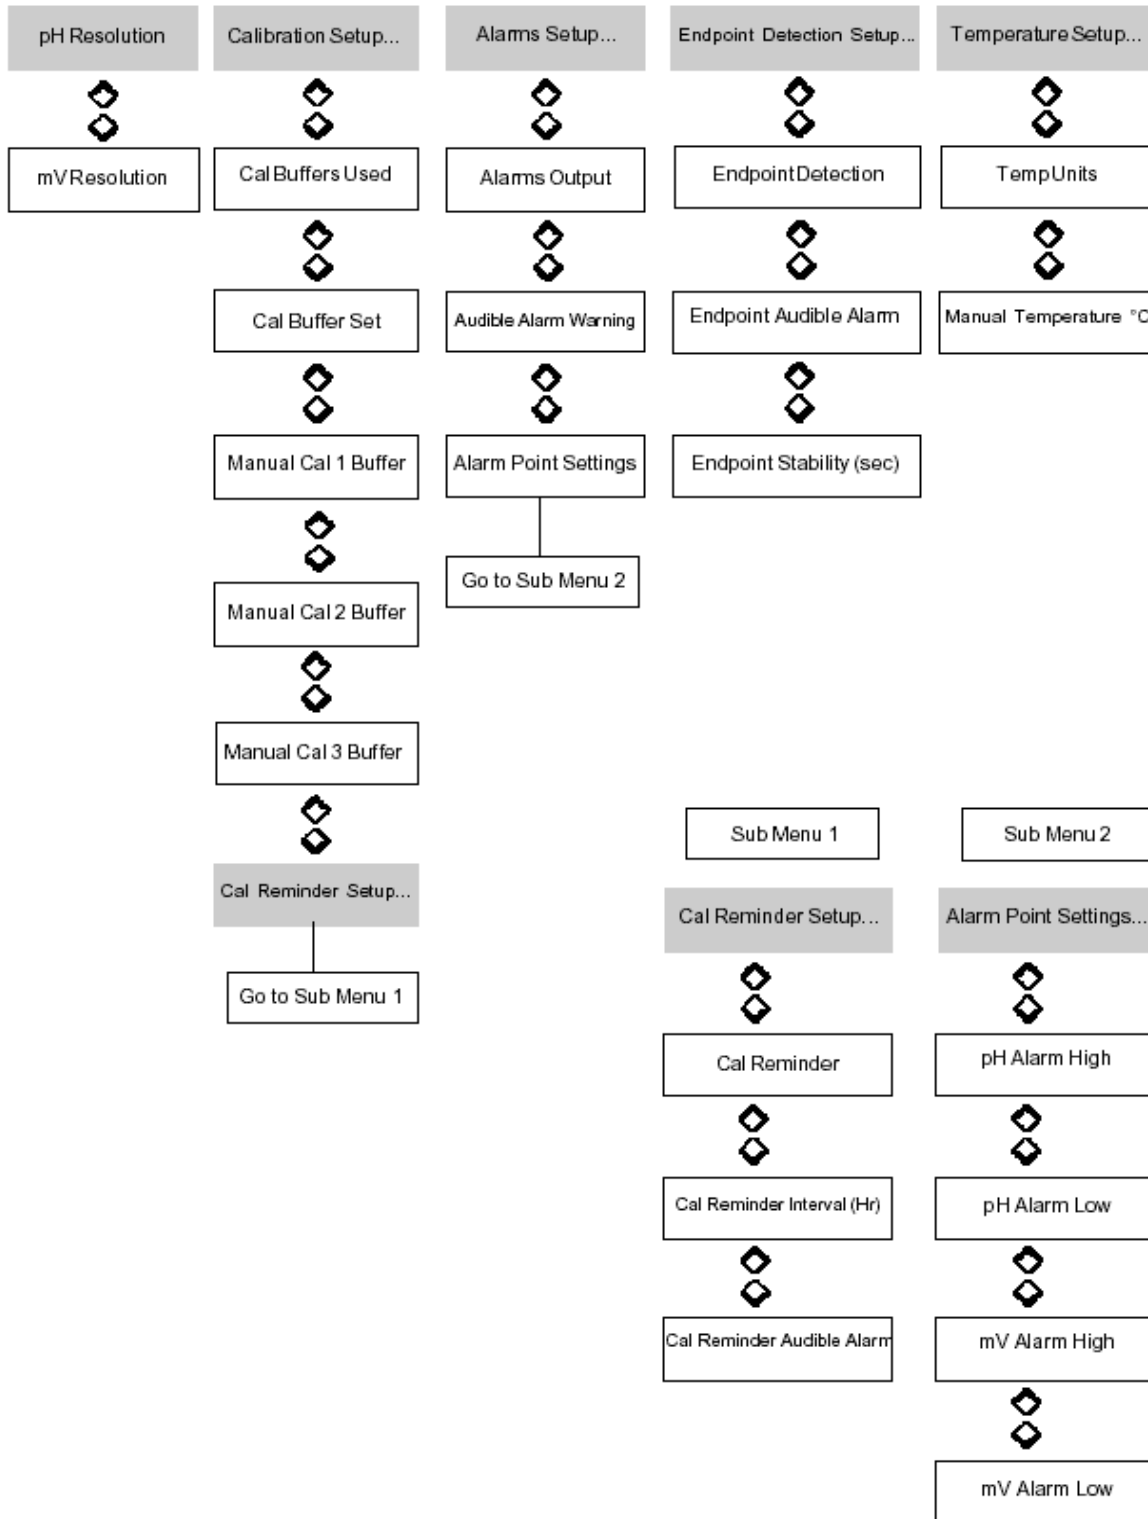 pH Resolution
Calibration Setup...
Alarms Setup...
Endpoint Detection Setup...
Temperature Setup...
mV Resolution
Cal Buffers Used
Alarms Output
Endpoint Detection
Temp Units
Cal Buffer Set
Audible Alarm Warning
Endpoint Audible Alarm
Manual Temperature °C
Manual Cal 1 Buffer
Alarm Point Settings
Endpoint Stability (sec)
Go to Sub Menu 2
Manual Cal 2 Buffer
Manual Cal 3 Buffer
Sub Menu 1
Sub Menu 2
Cal Reminder Setup...
Cal Reminder Setup...
Alarm Point Settings...
Go to Sub Menu 1
Cal Reminder
pH Alarm High
Cal Reminder Interval (Hr)
pH Alarm Low
Cal Reminder Audible Alarm
mV Alarm High
mV Alarm Low